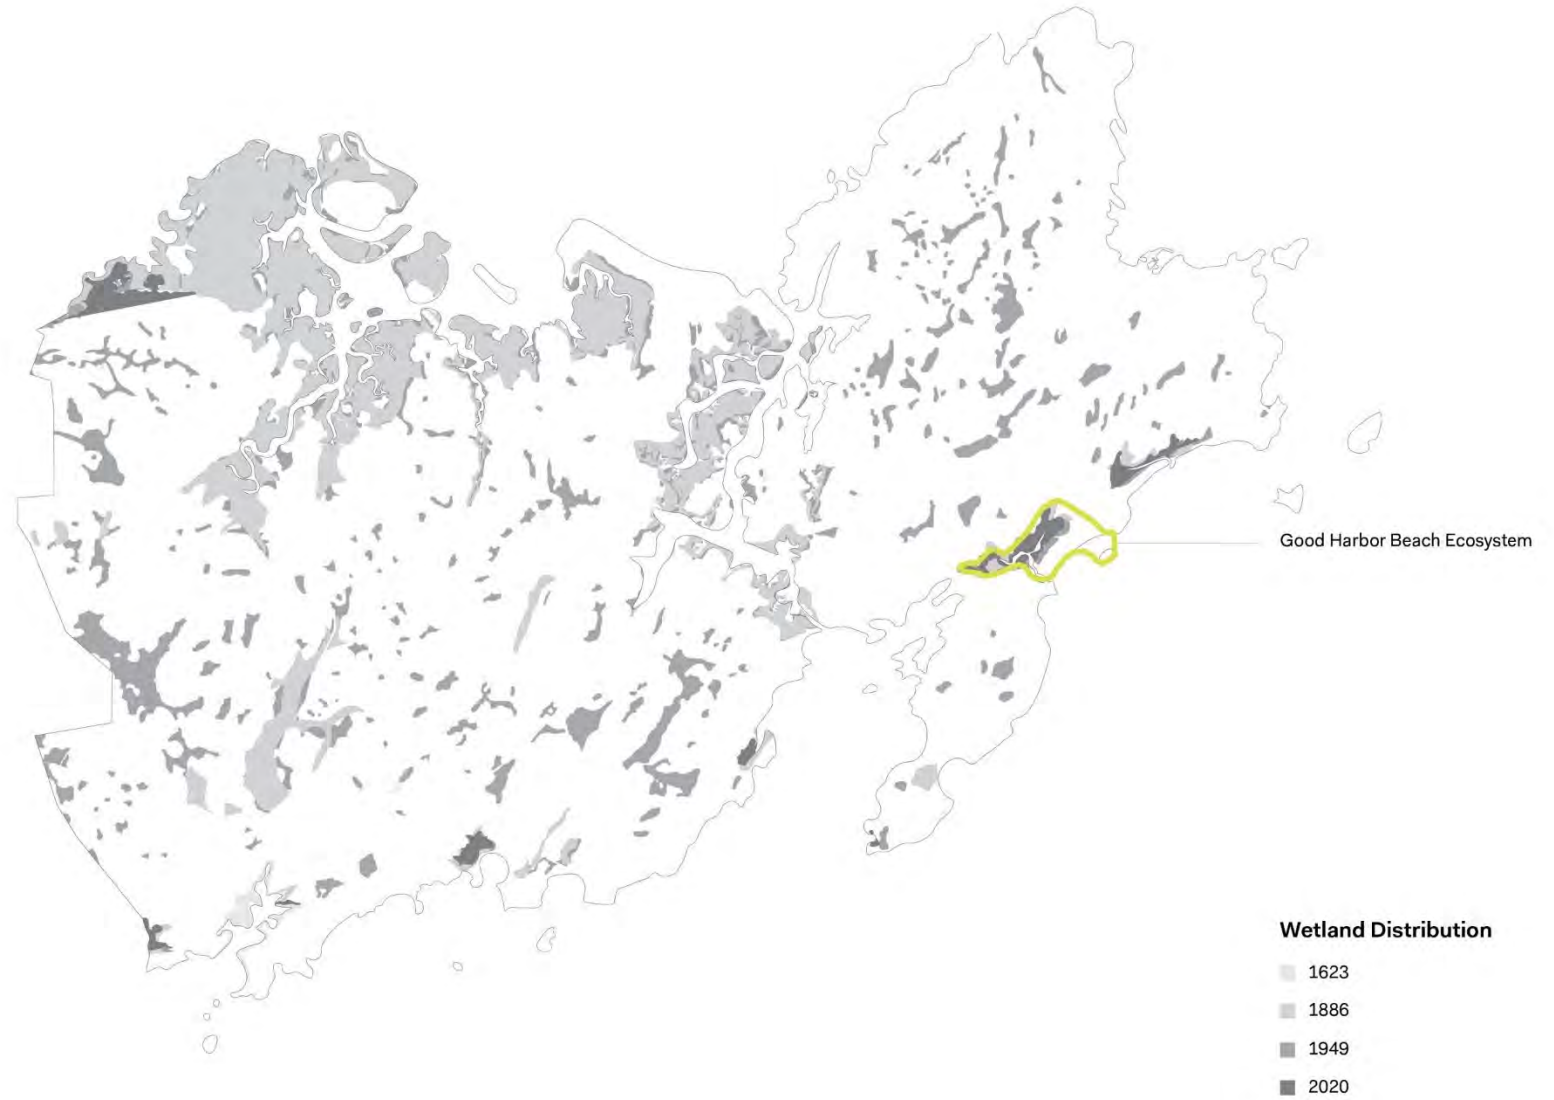 Good Harbor Beach Ecosystem
Wetland Distribution
1623
1886
1949
2020